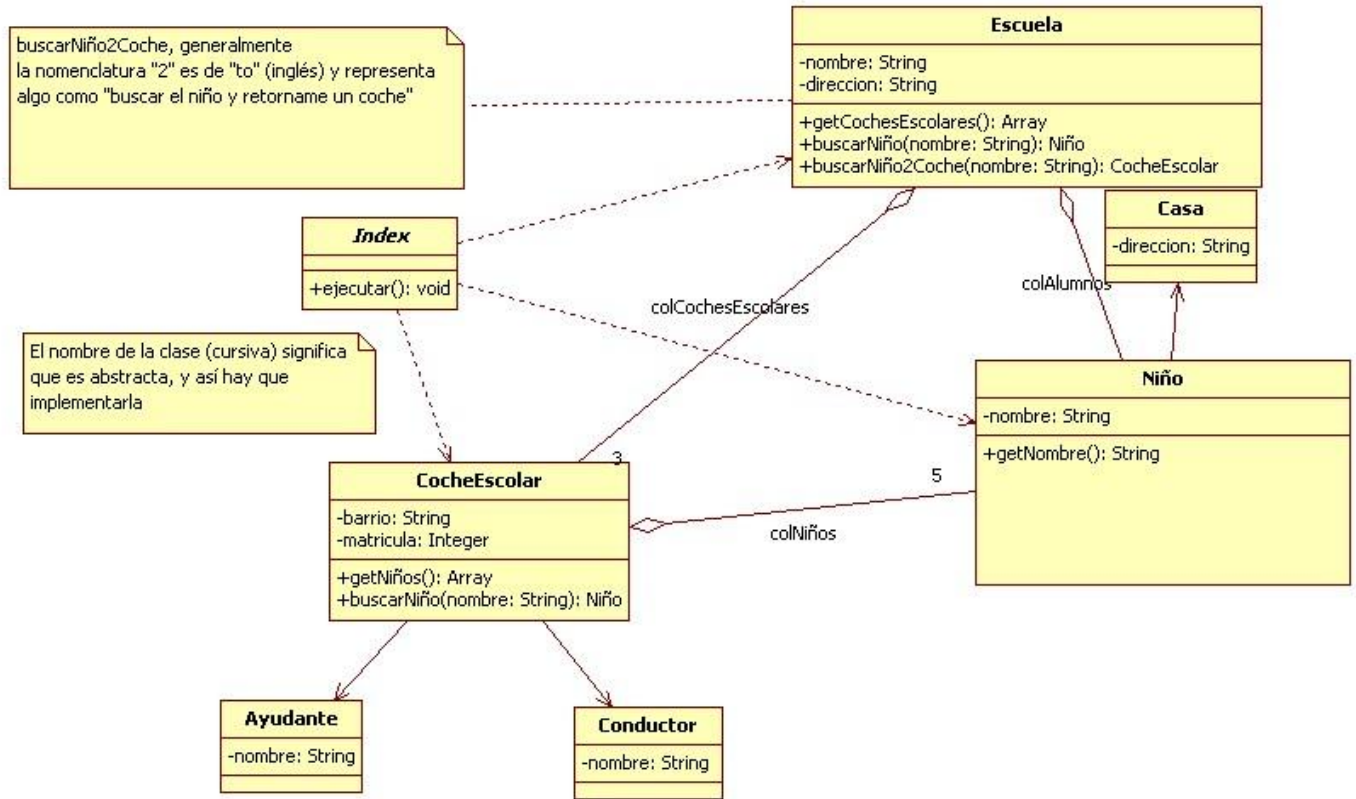 buscarNiño2Coche, generalmente
la nomenclatura "2" es de "to" (inglés) y representa
algo como "buscar el niño y retorname un coche"
Escuela
-nombre: String
-direccion: String
+getCochesEscolares(): Array
+buscarNiño(nombre: String): Niño
+buscarNiño2Coche(nombre: String): CocheEscolar
Casa
-direccion: String
Index
+ejecutar(): void
colCochesEscolares
colAlumnos
El nombre de la clase (cursiva) significa
que es abstracta, y así hay que
implementarla
Niño
-nombre: String
+getNombre(): String
3
5
colNiños
CocheEscolar
-barrio: String
-matricula: Integer
+getNiños(): Array
+buscarNiño(nombre: String): Niño
Ayudante
-nombre: String
Conductor
-nombre: String